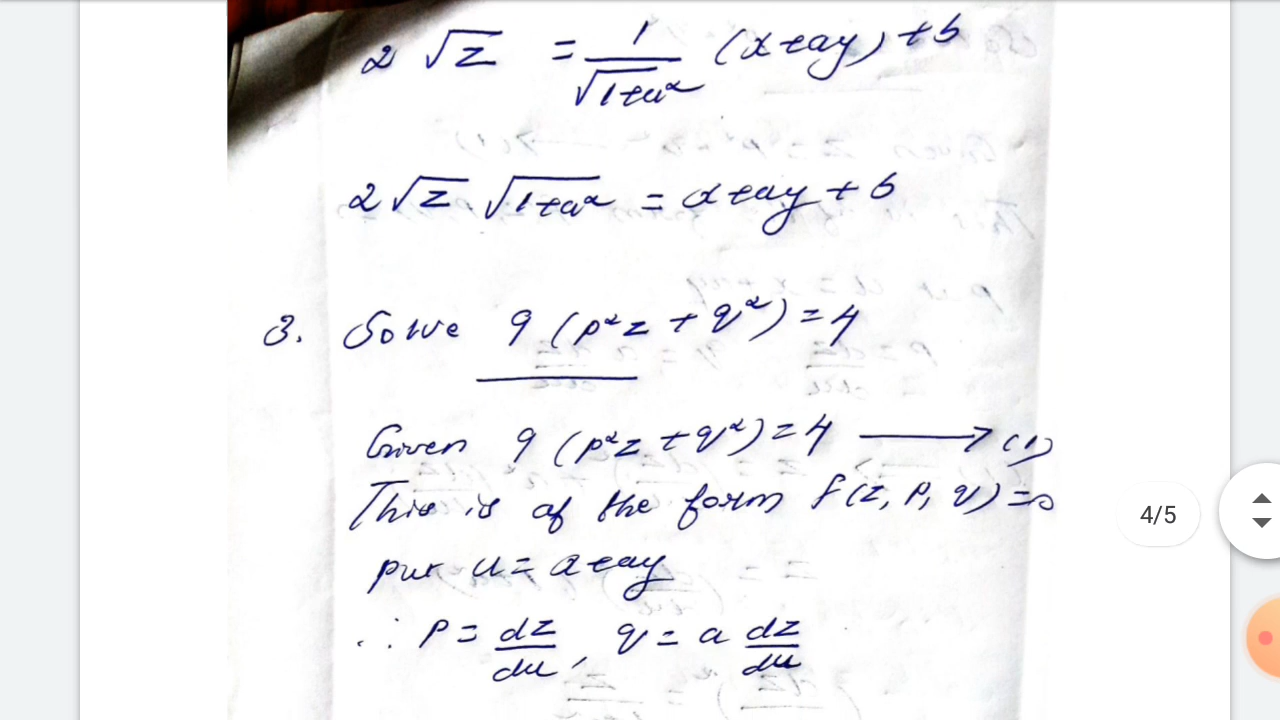 2 √z = 1/√(1+a²) (x+ay) + b
2√z · √(1+a²) = x+ay + b
3. Solve 9 (p²z + q²) = 4
Given 9 (p²z + q²) = 4 ⟶ (1)
This is of the form f(z, p, q) = 0
4/5
put u = x+ay
∴ p = dz/du, q = a dz/du